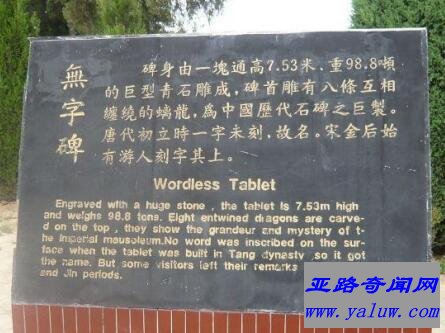 無字碑
碑身由一塊通高7.53米、重98.8噸
的巨型青石雕成，碑首雕有八條互相
纏繞的螭龍，爲中國歷代石碑之巨製。
唐代初立時一字未刻，故名。宋金后始
有游人刻字其上。
Wordless Tablet
Engraved with a huge stone , the tablet is 7.53m high
and weighs 98.8 tons. Eight entwined dragons are carve-
d on the top , they show the grandeur and mystery of t-
he imperial mausoleum.No word was inscribed on the sur-
face when the tablet was built in Tang dynasty ,so it got
the name. But some visitors left their remarks
and Jin periods.
亚路奇闻网
www.yaluw.com